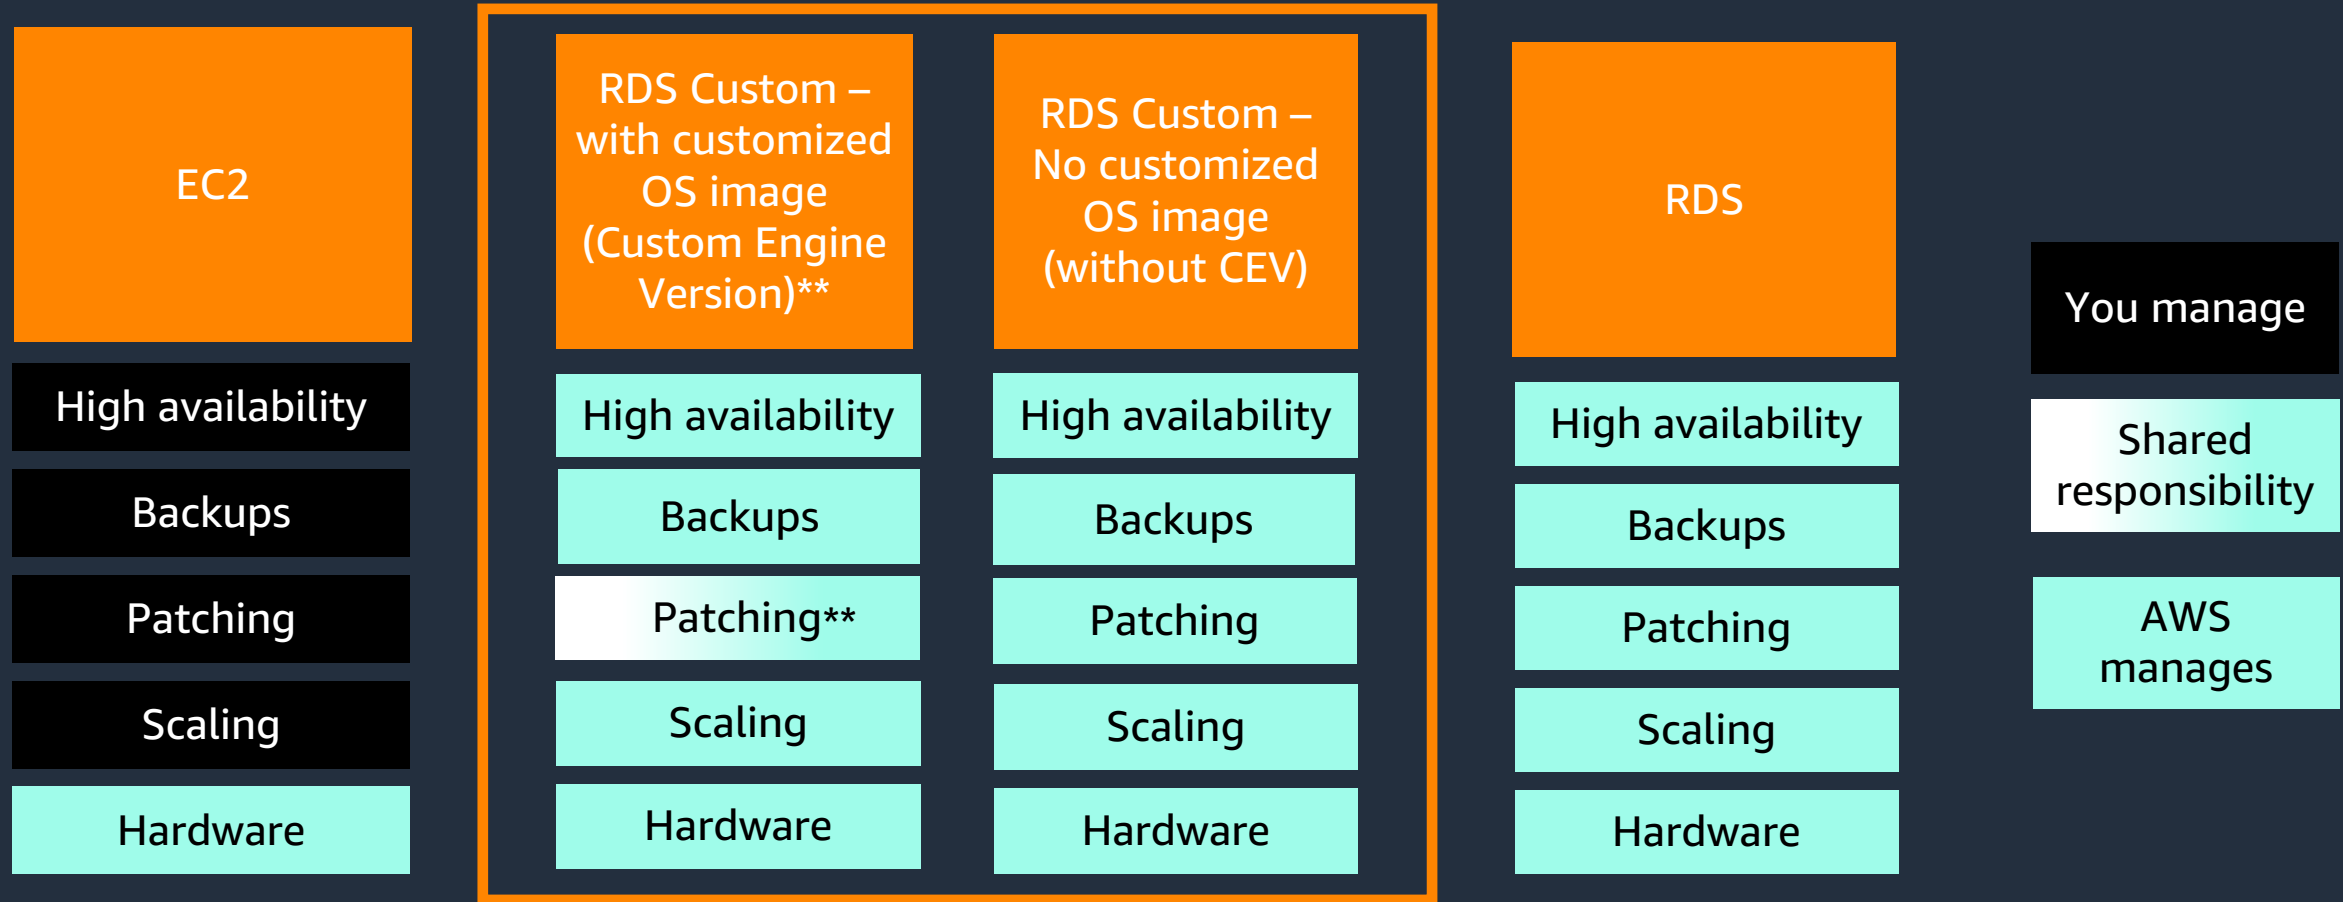 EC2
High availability
Backups
Patching
Scaling
Hardware
RDS Custom –
with customized
OS image
(Custom Engine
Version)**
High availability
Backups
Patching**
Scaling
Hardware
RDS Custom –
No customized
OS image
(without CEV)
High availability
Backups
Patching
Scaling
Hardware
RDS
High availability
Backups
Patching
Scaling
Hardware
You manage
Shared
responsibility
AWS
manages